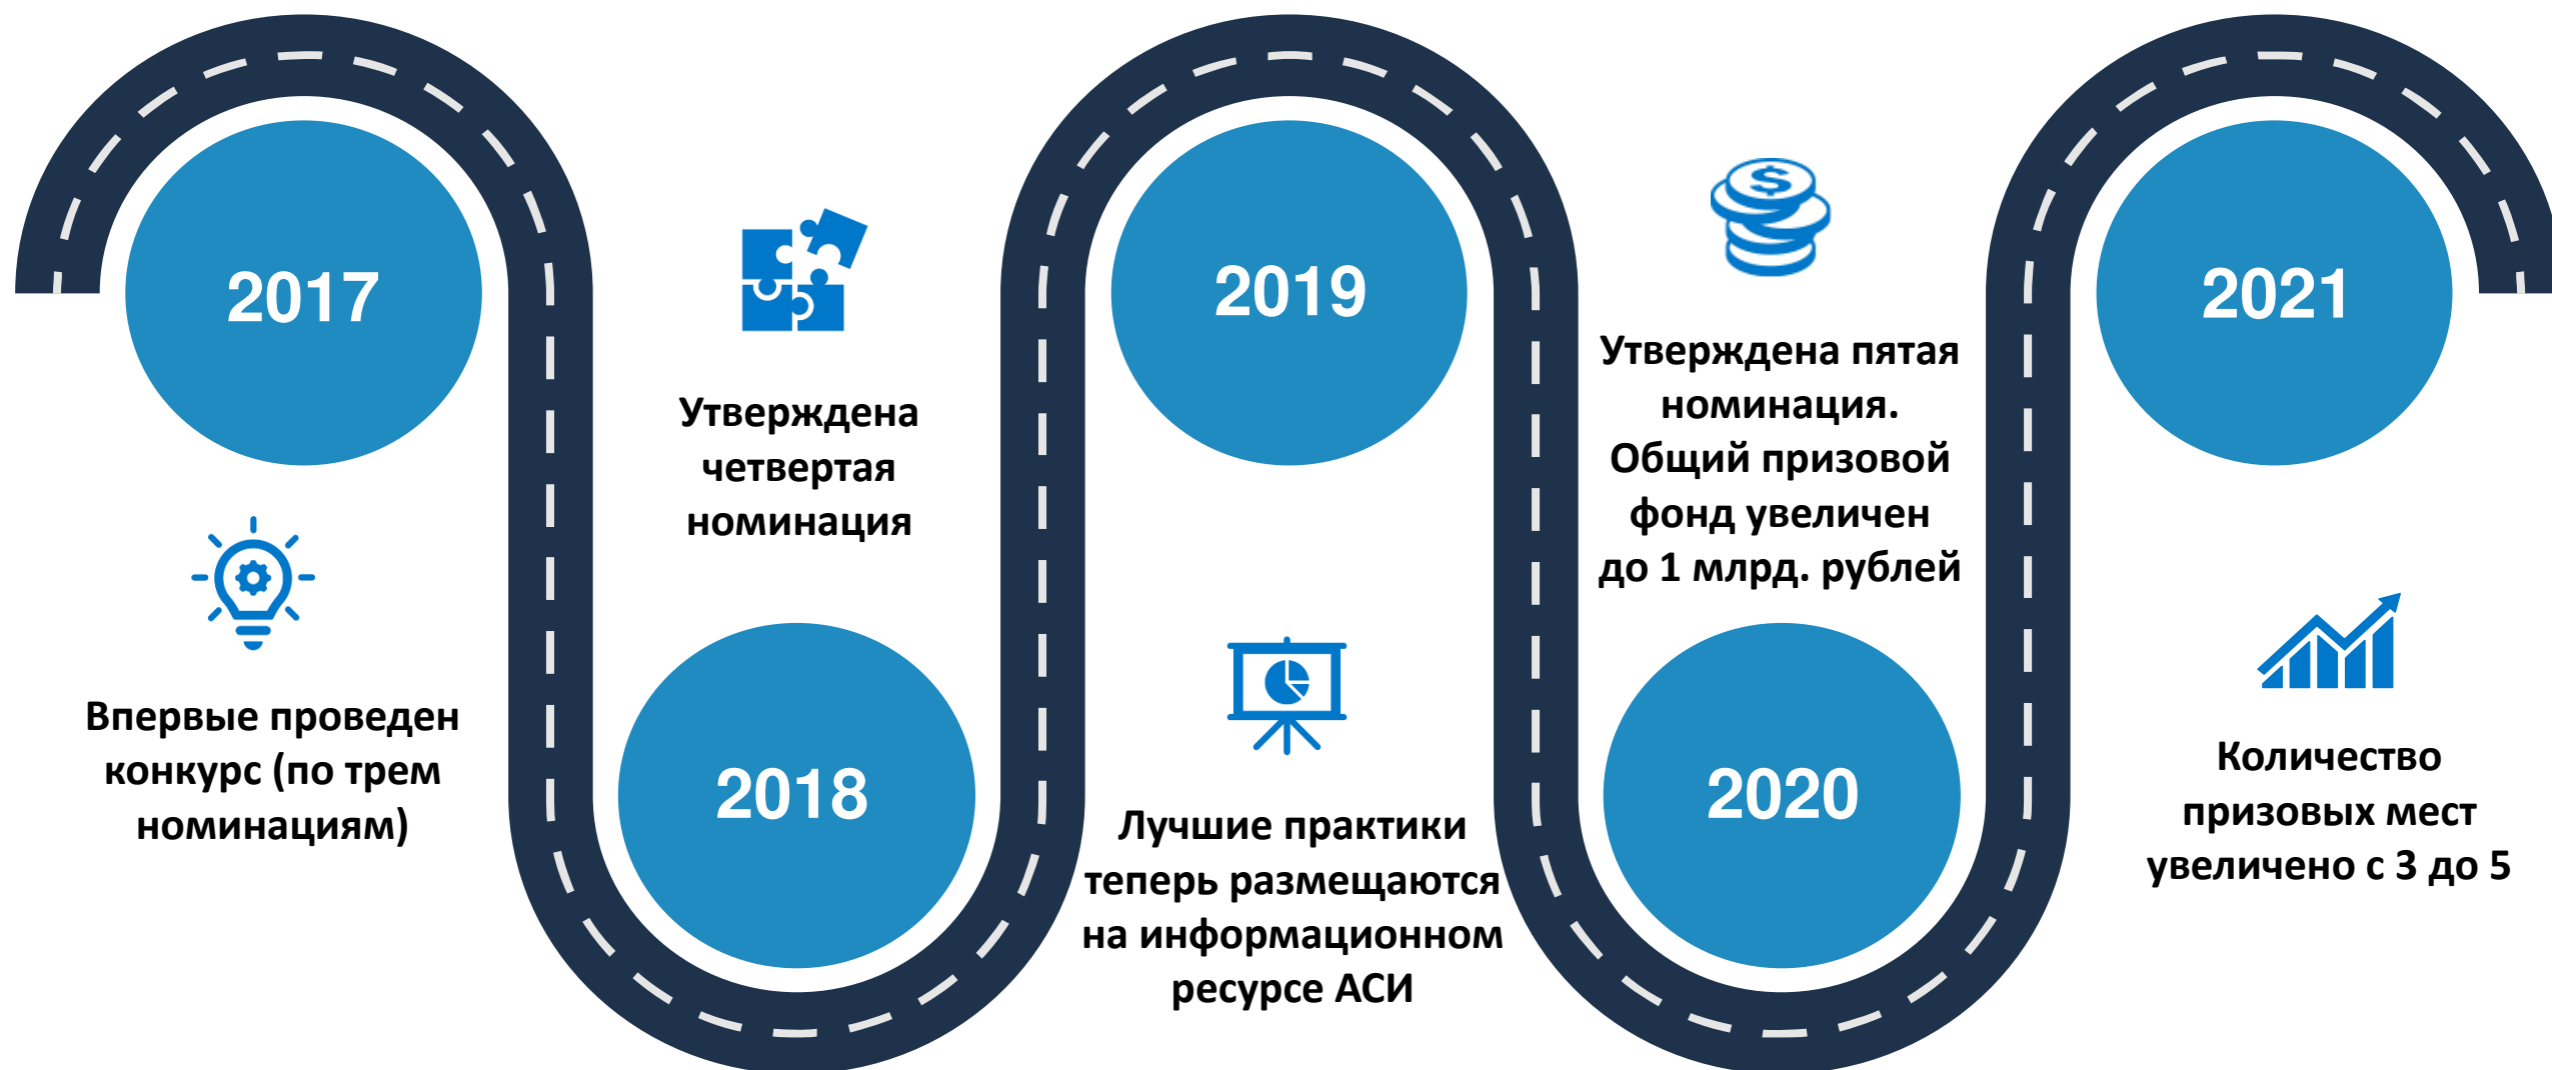 2017
Впервые проведен
конкурс (по трем
номинациям)
Утверждена
четвертая
номинация
2018
2019
Лучшие практики
теперь размещаются
на информационном
ресурсе АСИ
$
Утверждена пятая
номинация.
Общий призовой
фонд увеличен
до 1 млрд. рублей
2020
2021
Количество
призовых мест
увеличено с 3 до 5